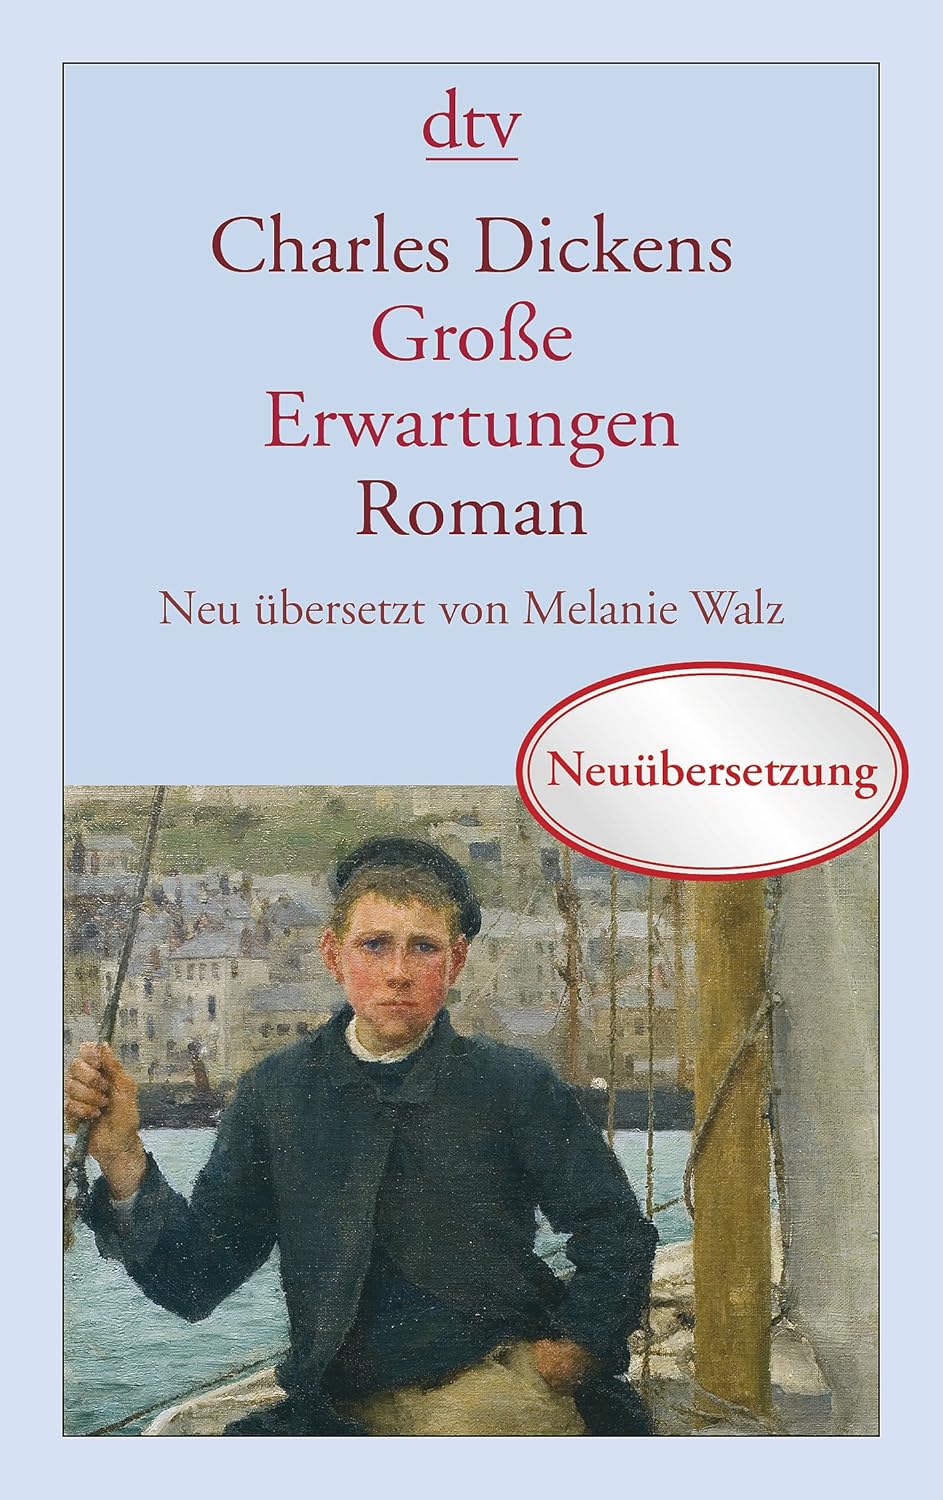 dtv
Charles Dickens
Große
Erwartungen
Roman
Neu übersetzt von Melanie Walz
Neuübersetzung